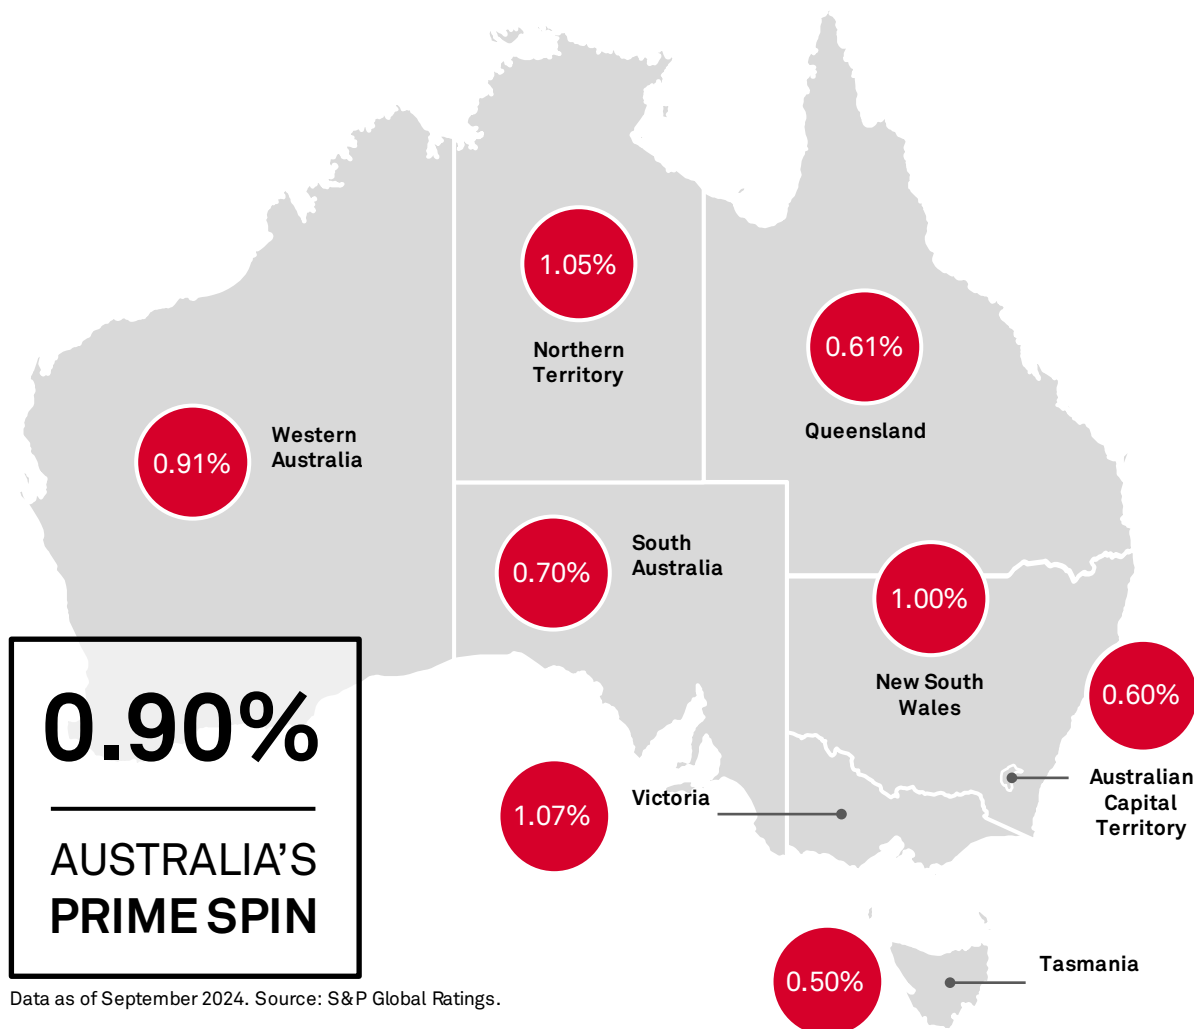 1.05%
Northern
Territory
0.61%
Queensland
0.91%
Western
Australia
0.70%
South
Australia
1.00%
New South
Wales
0.60%
Australian
Capital
Territory
1.07%
Victoria
0.50%
Tasmania
0.90%
AUSTRALIA’S
PRIME SPIN
Data as of September 2024. Source: S&P Global Ratings.